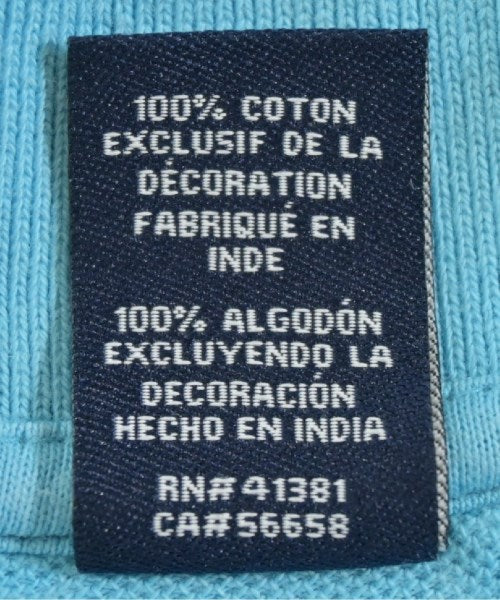 100% COTON
EXCLUSIF DE LA
DÉCORATION
FABRIQUÉ EN
INDE
100% ALGODÓN
EXCLUYENDO LA
DECORACIÓN
HECHO EN INDIA
RN# 41381
CA#56658